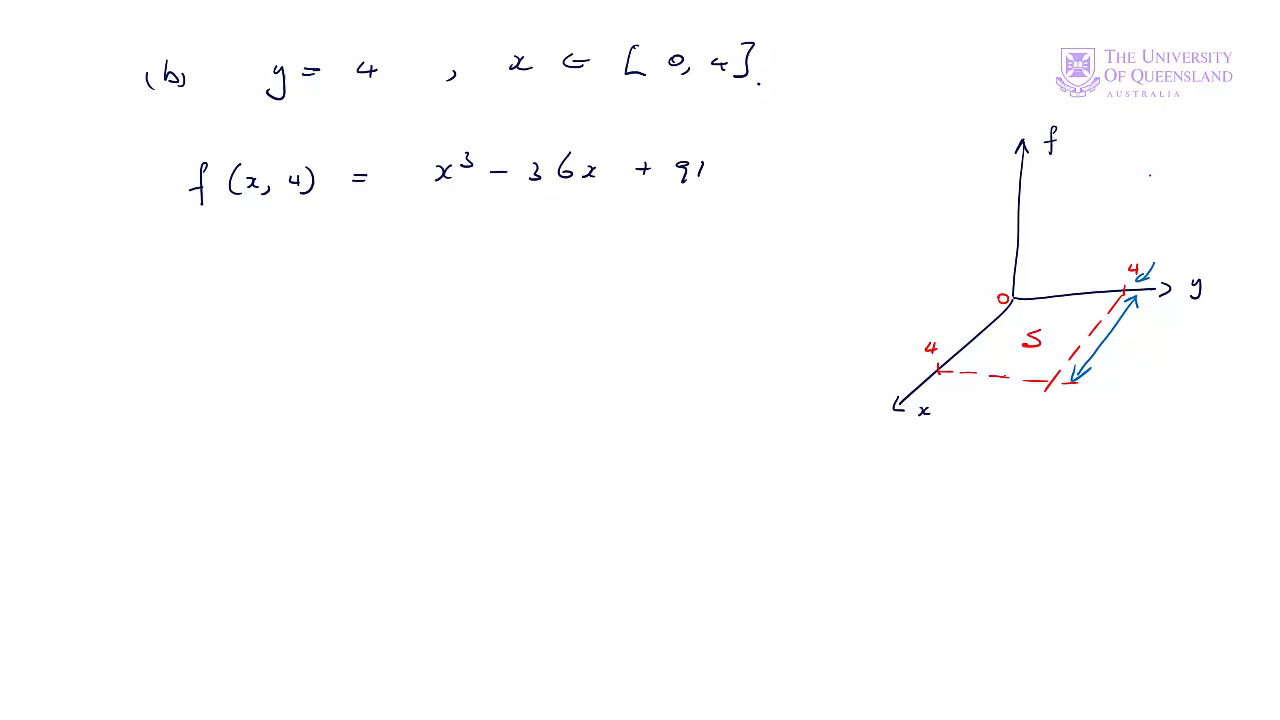 (b) y = 4 , x ∈ [0, 4].
THE UNIVERSITY
OF QUEENSLAND
AUSTRALIA
f (x, 4) = x³ − 36x + 91
f
4
0
y
S
4
x